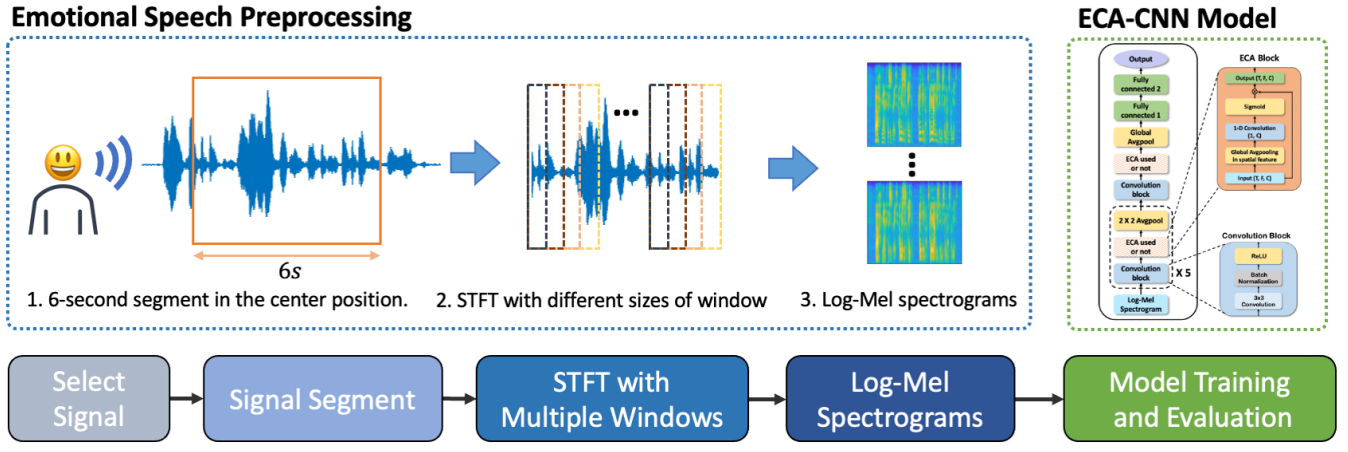 Emotional Speech Preprocessing
6s
1. 6-second segment in the center position.
2. STFT with different sizes of window
3. Log-Mel spectrograms
ECA-CNN Model
Output
Fully
connected 2
Fully
connected 1
Global
Avgpool
ECA used
or not
Convolution
block
2 X 2 Avgpool
ECA used
or not
Convolution
block
X 5
Log-Mel
Spectrogram
ECA Block
Output (T, F, C)
Sigmoid
1-D Convolution
(1, C)
Global Avgpooling
in spatial feature
Input (T, F, C)
Convolution Block
ReLU
Batch
Normalization
3x3
Convolution
Select
Signal
Signal Segment
STFT with
Multiple Windows
Log-Mel
Spectrograms
Model Training
and Evaluation